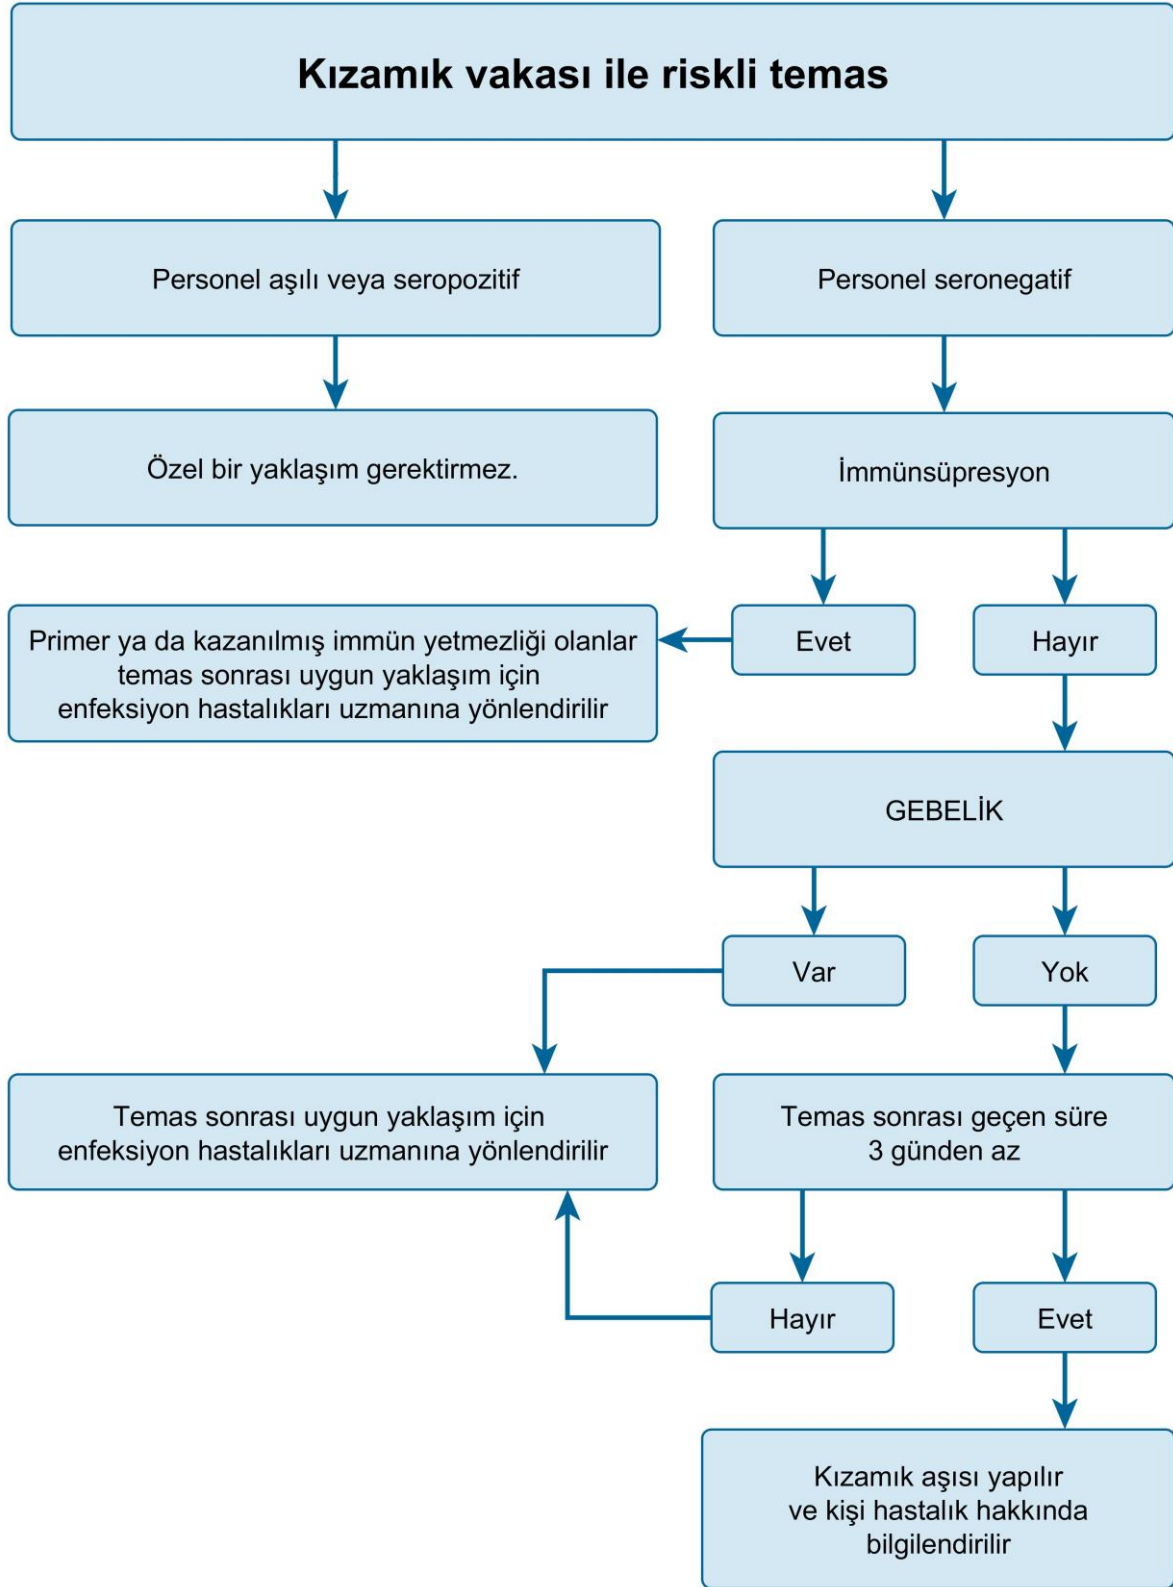 Kızamık vakası ile riskli temas
Personel aşılı veya seropozitif
Personel seronegatif
Özel bir yaklaşım gerektirmez.
İmmünsüpresyon
Primer ya da kazanılmış immün yetmezliği olanlar
temas sonrası uygun yaklaşım için
enfeksiyon hastalıkları uzmanına yönlendirilir
Evet
Hayır
GEBELİK
Var
Yok
Temas sonrası uygun yaklaşım için
enfeksiyon hastalıkları uzmanına yönlendirilir
Temas sonrası geçen süre
3 günden az
Hayır
Evet
Kızamık aşısı yapılır
ve kişi hastalık hakkında
bilgilendirilir